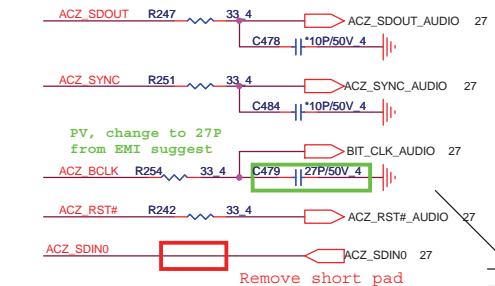 ACZ_SDOUT R247 33_4 ACZ_SDOUT_AUDIO 27
C478 *10P/50V_4
ACZ_SYNC R251 33_4 ACZ_SYNC_AUDIO 27
C484 *10P/50V_4
PV, change to 27P
from EMI suggest
BIT_CLK_AUDIO 27
ACZ_BCLK R254 33_4 C479 27P/50V_4
ACZ_RST# R242 33_4 ACZ_RST#_AUDIO 27
ACZ_SDIN0 ACZ_SDIN0 27
Remove short pad